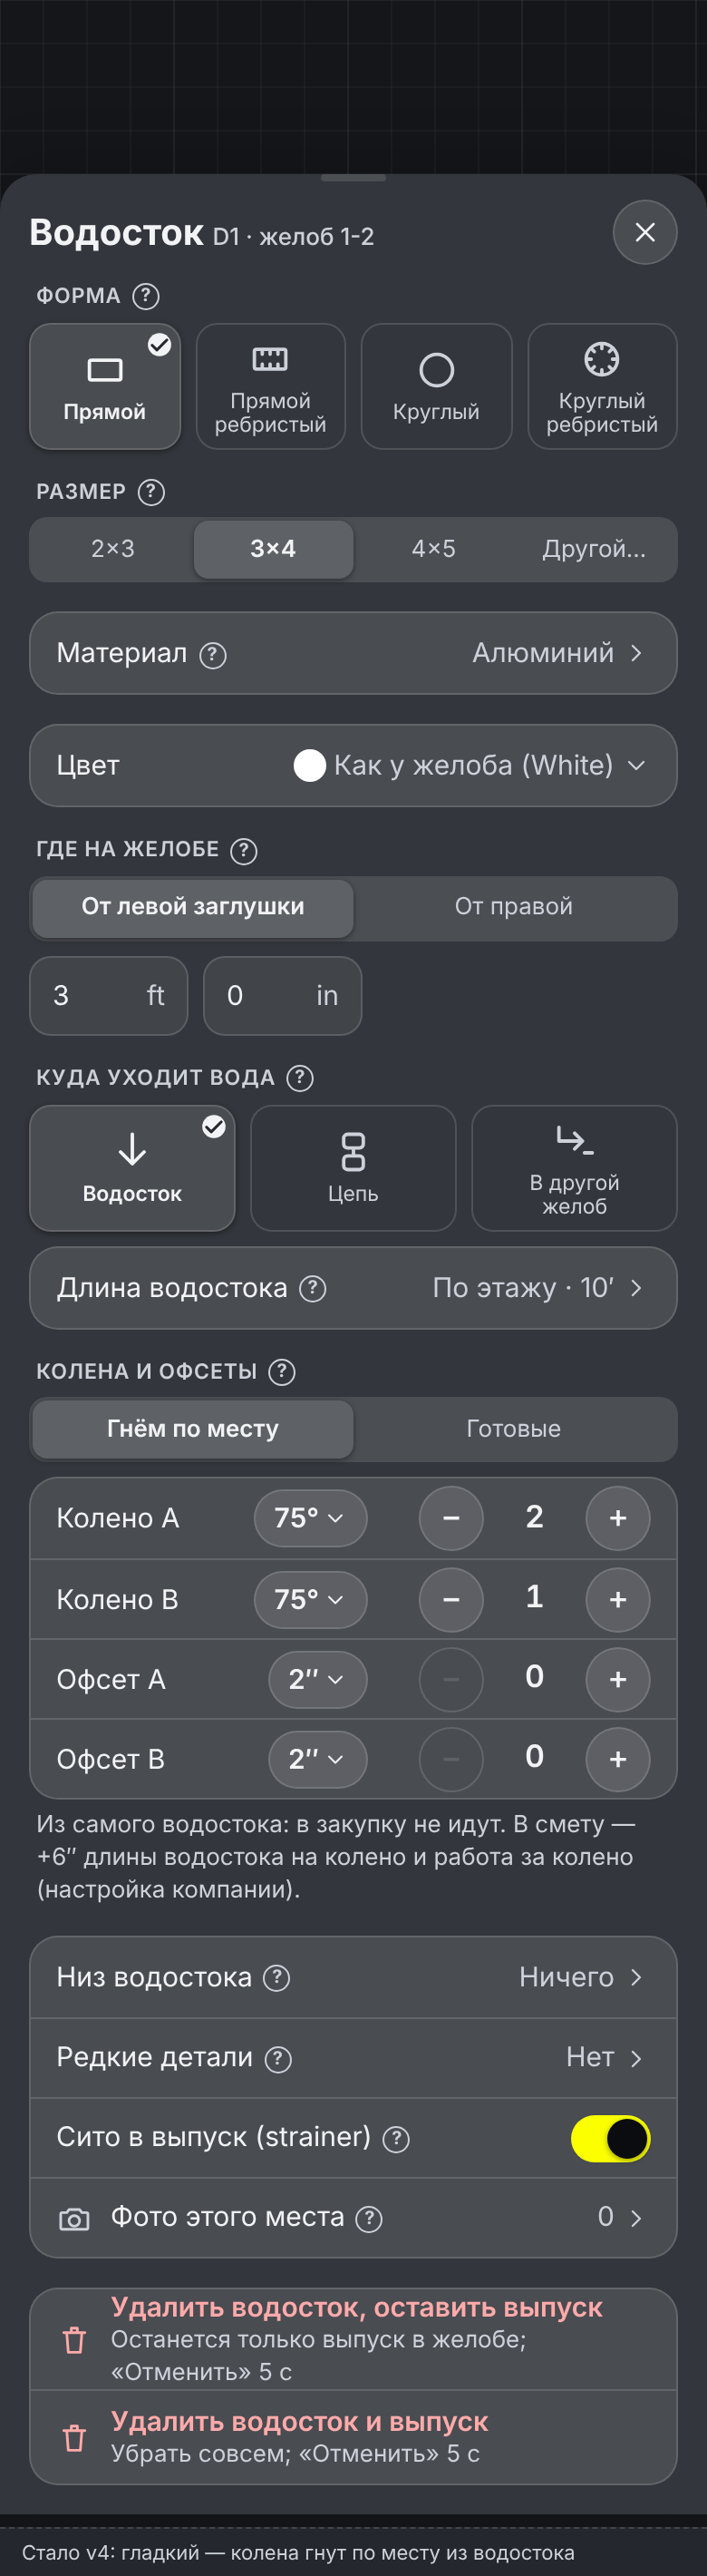 Водосток D1 · желоб 1-2
ФОРМА ?
Прямой
Прямой
ребристый
Круглый
Круглый
ребристый
РАЗМЕР ?
2×3 3×4 4×5 Другой...
Материал ? Алюминий
Цвет Как у желоба (White)
ГДЕ НА ЖЕЛОБЕ ?
От левой заглушки От правой
3 ft 0 in
КУДА УХОДИТ ВОДА ?
Водосток
Цепь
В другой
желоб
Длина водостока ? По этажу · 10′
КОЛЕНА И ОФСЕТЫ ?
Гнём по месту Готовые
Колено A 75° − 2 +
Колено B 75° − 1 +
Офсет A 2″ − 0 +
Офсет B 2″ − 0 +
Из самого водостока: в закупку не идут. В смету —
+6″ длины водостока на колено и работа за колено
(настройка компании).
Низ водостока ? Ничего
Редкие детали ? Нет
Сито в выпуск (strainer) ?
Фото этого места ? 0
Удалить водосток, оставить выпуск
Останется только выпуск в желобе;
«Отменить» 5 с
Удалить водосток и выпуск
Убрать совсем; «Отменить» 5 с
Стало v4: гладкий — колена гнут по месту из водостока